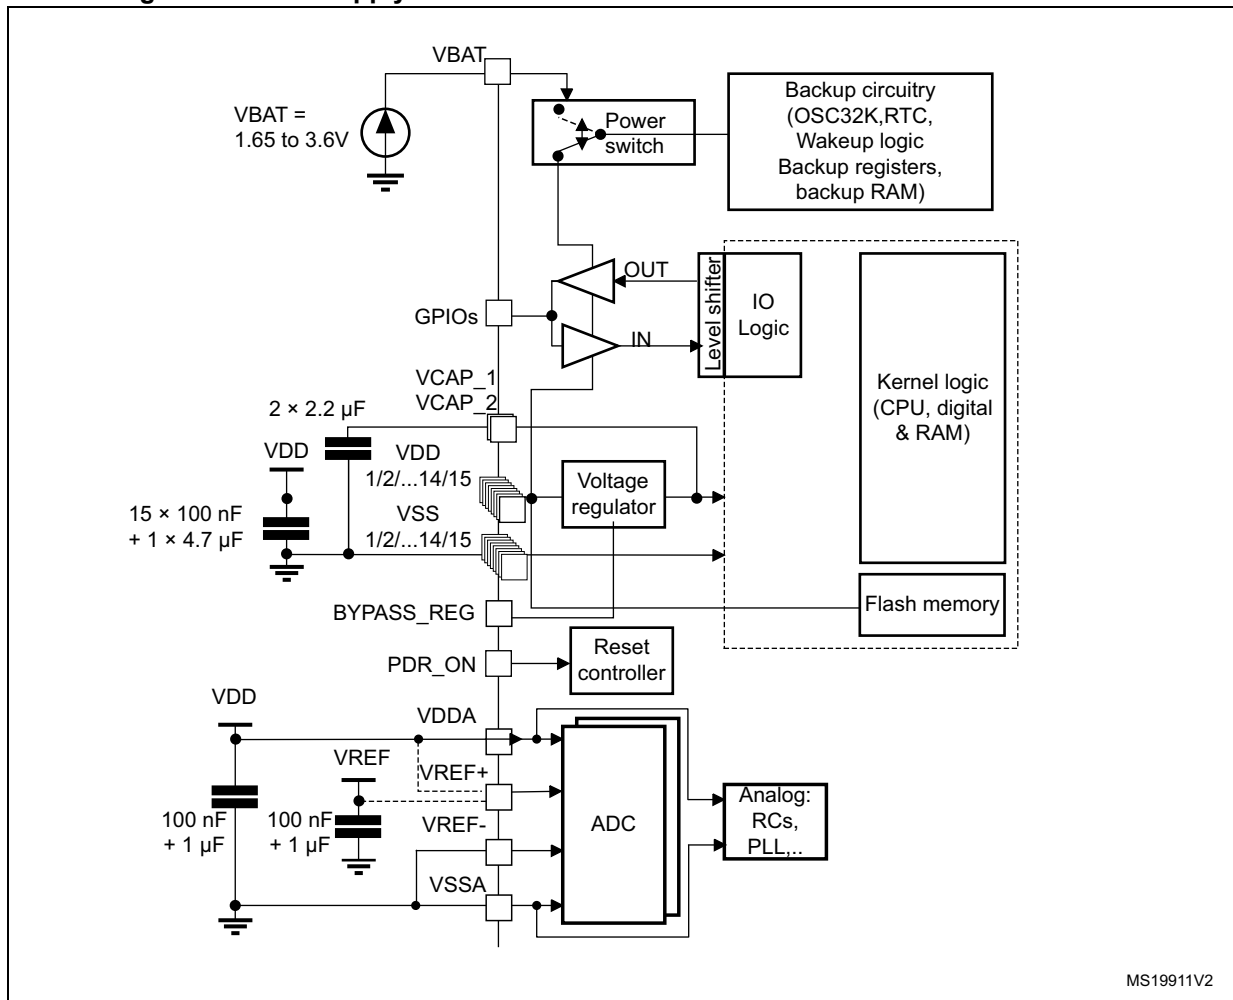 VBAT
VBAT =
1.65 to 3.6V
Power
switch
Backup circuitry
(OSC32K,RTC,
Wakeup logic
Backup registers,
backup RAM)
OUT
GPIOs
IN
Level shifter
IO
Logic
Kernel logic
(CPU, digital
& RAM)
VCAP_1
VCAP_2
2 × 2.2 μF
VDD
VDD
1/2/...14/15
Voltage
regulator
15 × 100 nF
+ 1 × 4.7 μF
VSS
1/2/...14/15
Flash memory
BYPASS_REG
PDR_ON
Reset
controller
VDD
VDDA
VREF
VREF+
100 nF
+ 1 μF
100 nF
+ 1 μF
VREF-
VSSA
ADC
Analog:
RCs,
PLL,..
MS19911V2